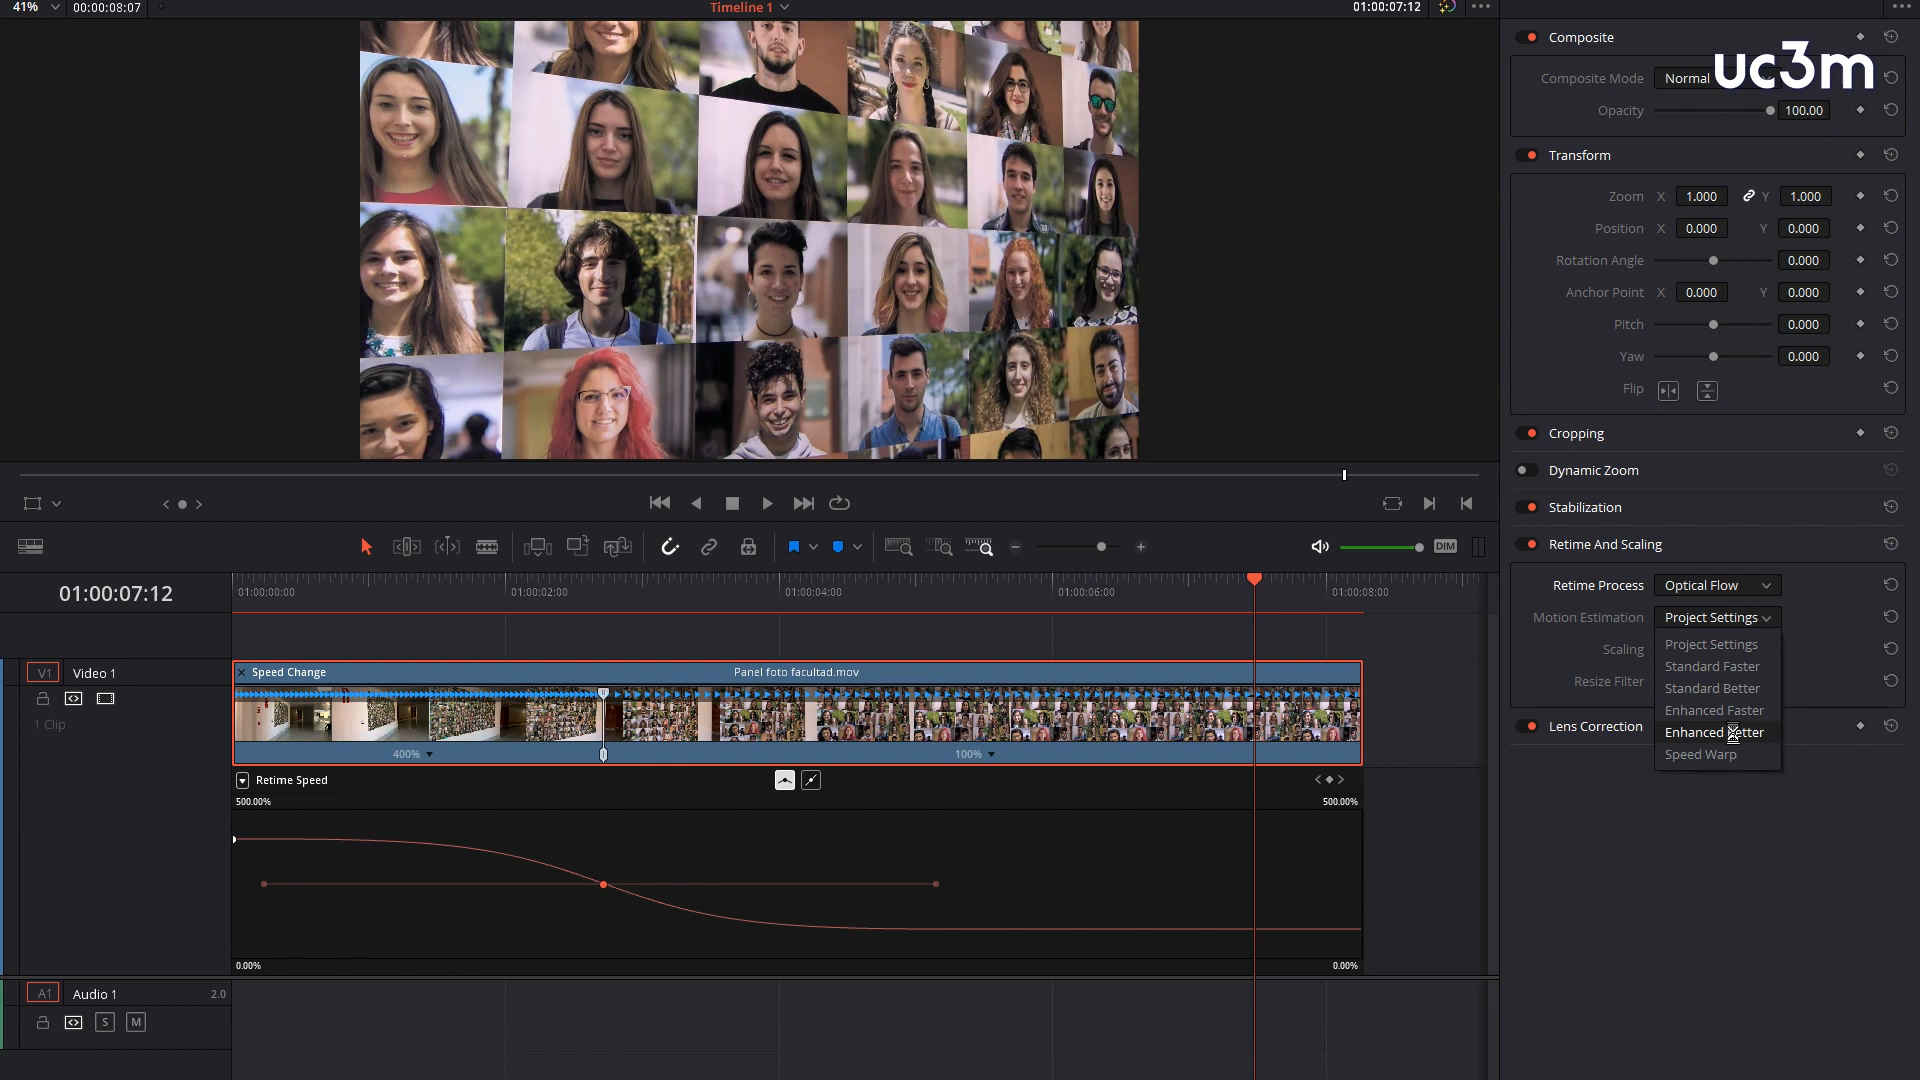 41%
00:00:08:07
Timeline 1
01:00:07:12
Composite
uc3m
Composite Mode Normal
Opacity 100.00
Transform
Zoom X 1.000 Y 1.000
Position X 0.000 Y 0.000
Rotation Angle 0.000
Anchor Point X 0.000 Y 0.000
Pitch 0.000
Yaw 0.000
Flip
Cropping
Dynamic Zoom
Stabilization
DIM
Retime And Scaling
Retime Process Optical Flow
Motion Estimation Project Settings
Scaling
Resize Filter
Project Settings
Standard Faster
Standard Better
Enhanced Faster
Enhanced Better
Speed Warp
Lens Correction
01:00:07:12
01:00:00:00
01:00:02:00
01:00:04:00
01:00:06:00
01:00:08:00
V1 Video 1
1 Clip
Speed Change
Panel foto facultad.mov
400%
100%
Retime Speed
500.00%
500.00%
0.00%
0.00%
A1 Audio 1 2.0
S M